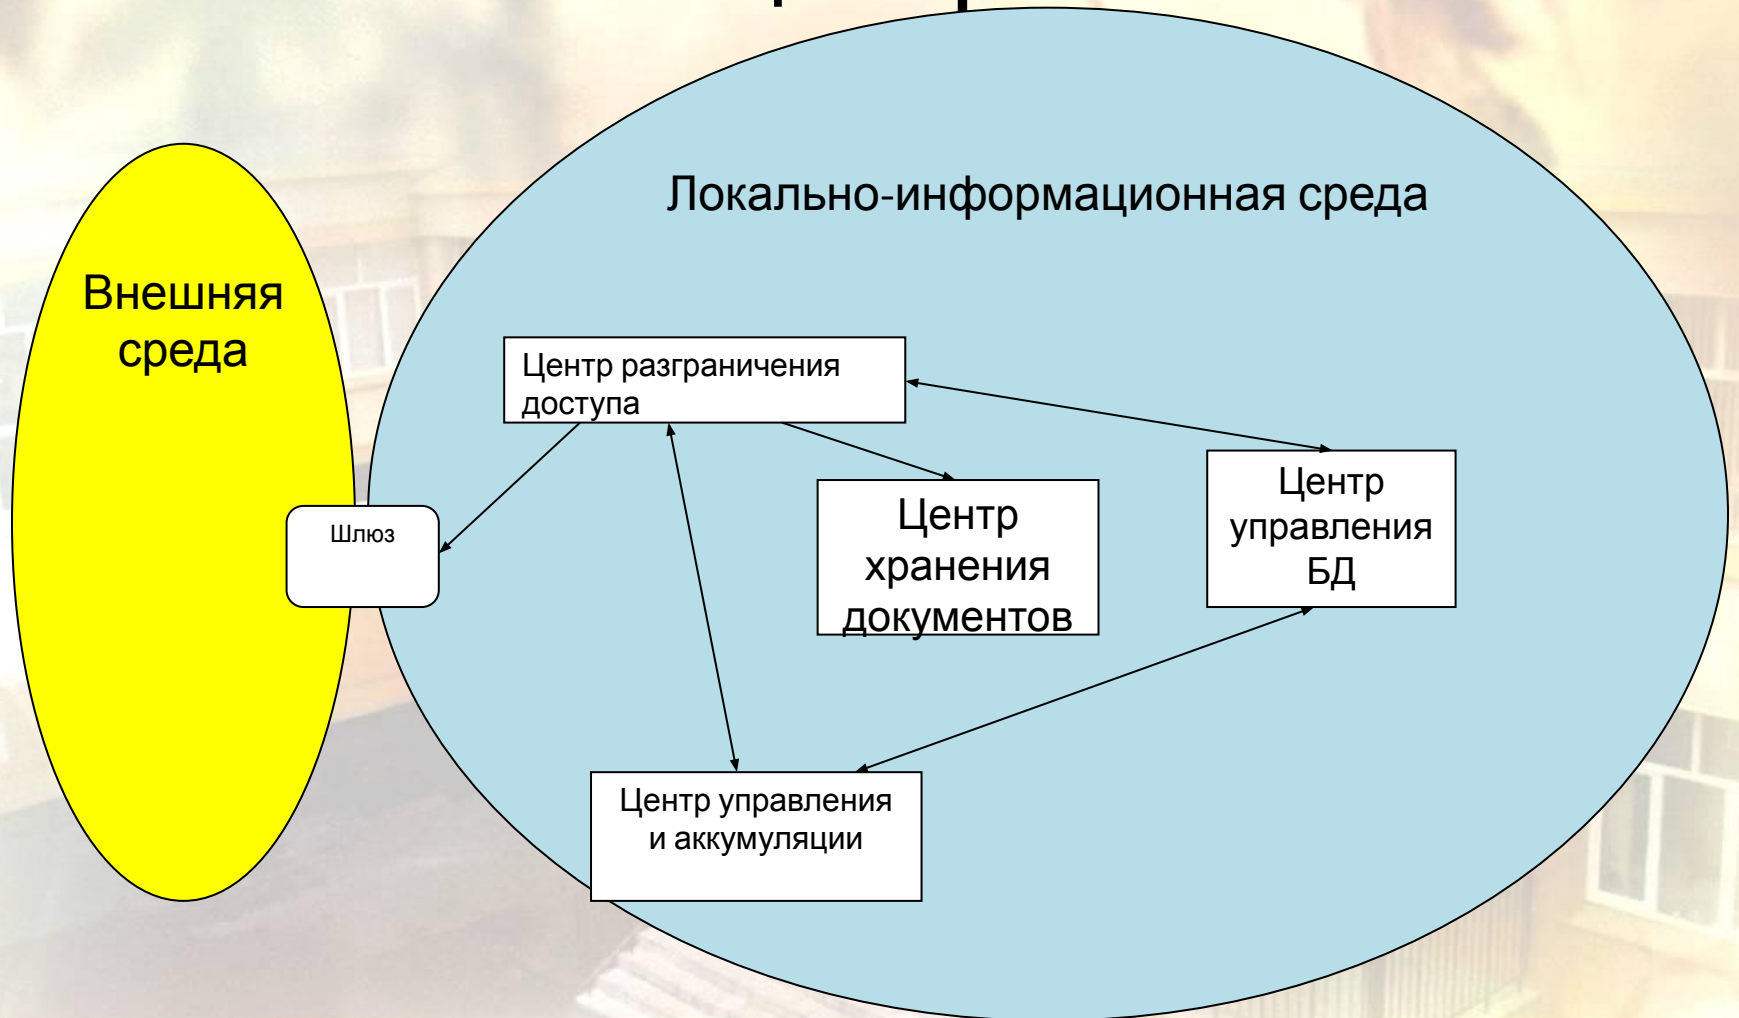 Локально-информационная среда
Внешняя
среда
Центр разграничения
доступа
Центр
управления
БД
Центр
хранения
документов
Шлюз
Центр управления
и аккумуляции